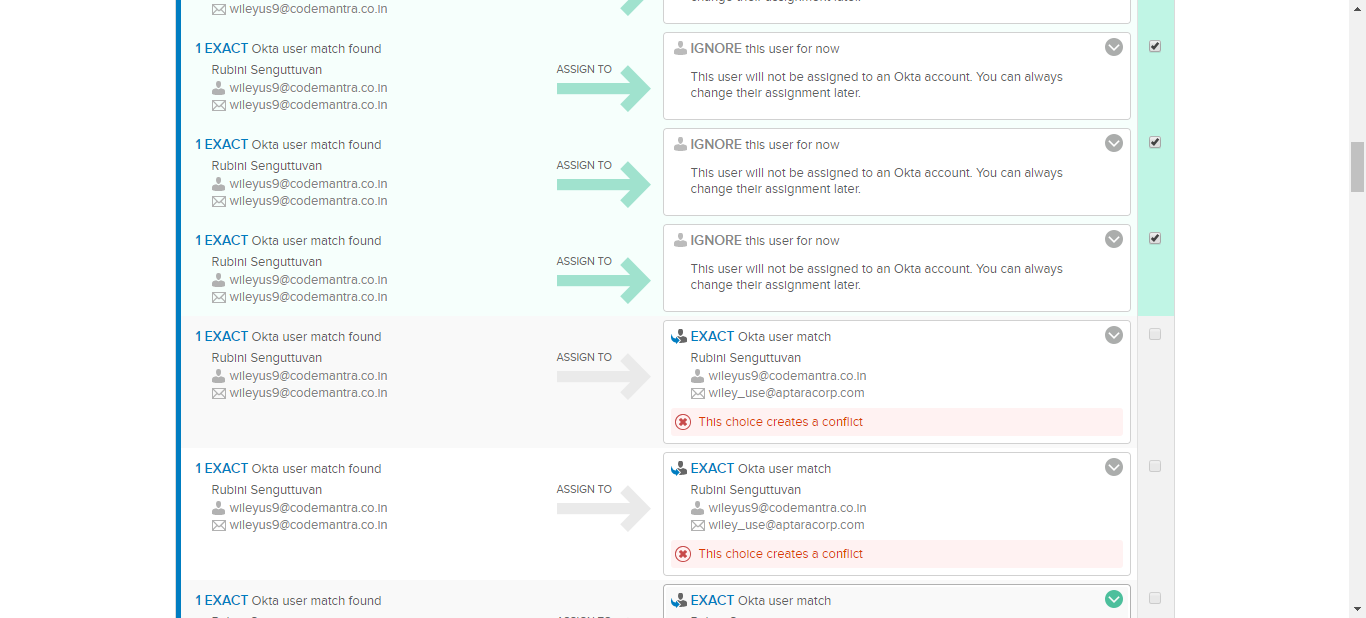 wileyus9@codemantra.co.in
change their assignment later.
1 EXACT Okta user match found
Rubini Senguttuvan
wileyus9@codemantra.co.in
wileyus9@codemantra.co.in
ASSIGN TO
IGNORE this user for now
This user will not be assigned to an Okta account. You can always
change their assignment later.
1 EXACT Okta user match found
Rubini Senguttuvan
wileyus9@codemantra.co.in
wileyus9@codemantra.co.in
ASSIGN TO
IGNORE this user for now
This user will not be assigned to an Okta account. You can always
change their assignment later.
1 EXACT Okta user match found
Rubini Senguttuvan
wileyus9@codemantra.co.in
wileyus9@codemantra.co.in
ASSIGN TO
IGNORE this user for now
This user will not be assigned to an Okta account. You can always
change their assignment later.
1 EXACT Okta user match found
Rubini Senguttuvan
wileyus9@codemantra.co.in
wileyus9@codemantra.co.in
ASSIGN TO
EXACT Okta user match
Rubini Senguttuvan
wileyus9@codemantra.co.in
wiley_use@aptaracorp.com
This choice creates a conflict
1 EXACT Okta user match found
Rubini Senguttuvan
wileyus9@codemantra.co.in
wileyus9@codemantra.co.in
ASSIGN TO
EXACT Okta user match
Rubini Senguttuvan
wileyus9@codemantra.co.in
wiley_use@aptaracorp.com
This choice creates a conflict
1 EXACT Okta user match found
EXACT Okta user match